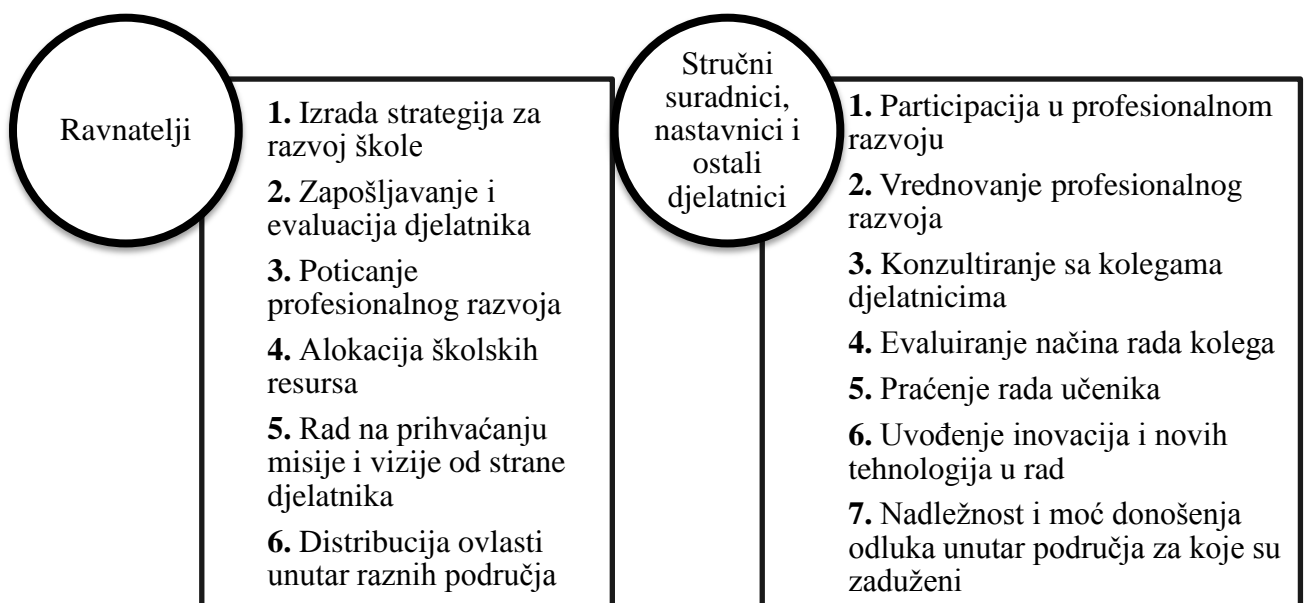 Ravnatelji
1. Izrada strategija za
razvoj škole
2. Zapošljavanje i
evaluacija djelatnika
3. Poticanje
profesionalnog razvoja
4. Alokacija školskih
resursa
5. Rad na prihvaćanju
misije i vizije od strane
djelatnika
6. Distribucija ovlasti
unutar raznih područja
Stručni
suradnici,
nastavnici i
ostali
djelatnici
1. Participacija u profesionalnom
razvoju
2. Vrednovanje profesionalnog
razvoja
3. Konzultiranje sa kolegama
djelatnicima
4. Evaluiranje načina rada kolega
5. Praćenje rada učenika
6. Uvođenje inovacija i novih
tehnologija u rad
7. Nadležnost i moć donošenja
odluka unutar područja za koje su
zaduženi